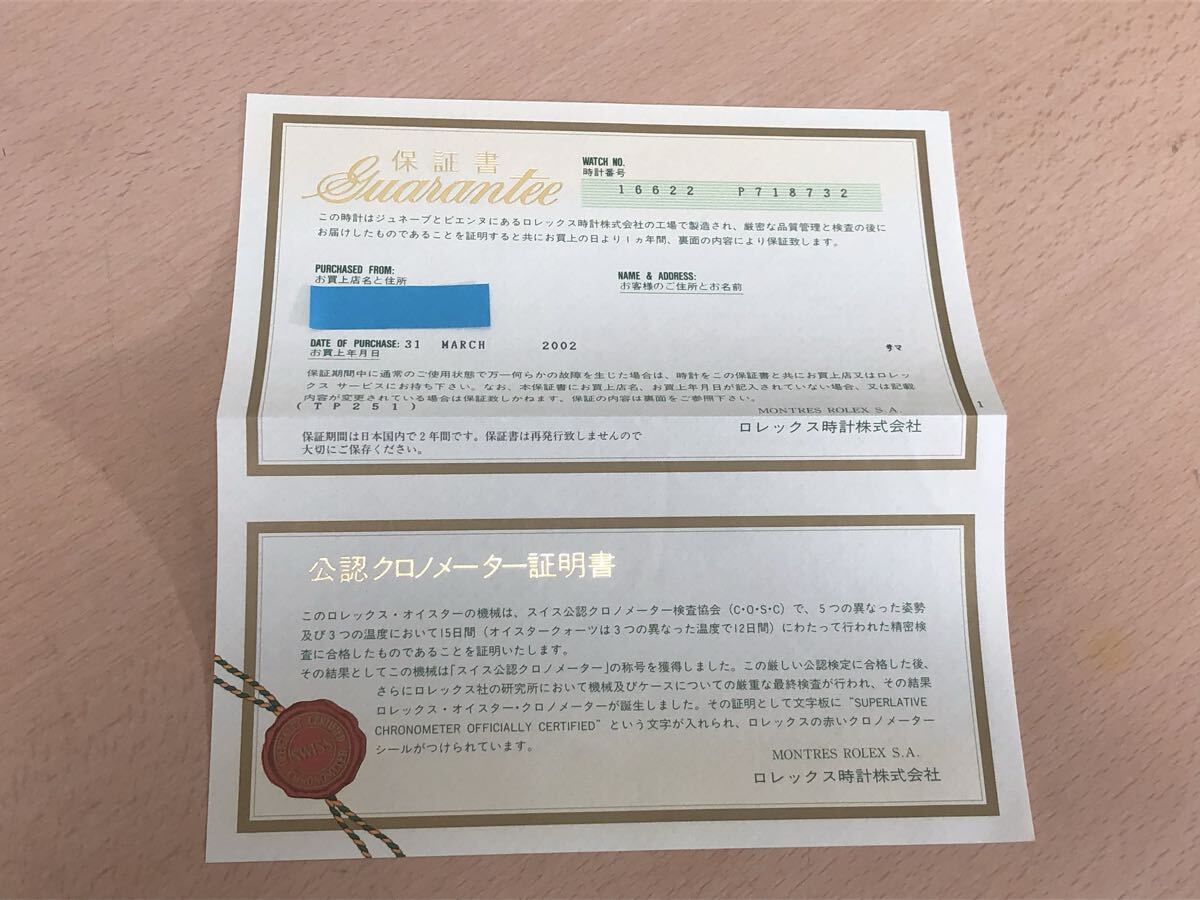 保証書
Guarantee
WATCH NO.
時計番号
16622 P718732
この時計はジュネーブとビエンヌにあるロレックス時計株式会社の工場で製造され、厳密な品質管理と検査の後に
お届けしたものであることを証明すると共にお買上の日より1ヵ年間、裏面の内容により保証致します。
PURCHASED FROM:
お買上店名と住所
NAME & ADDRESS:
お客様のご住所とお名前
DATE OF PURCHASE: 31 MARCH 2002
お買上年月日
サマ
保証期間中に通常のご使用状態で万一何らかの故障を生じた場合は、時計をこの保証書と共にお買上店又はロレッ
クス サービスにお持ち下さい。なお、本保証書にお買上店名、お買上年月日が記入されていない場合、又は記載
内容が変更されている場合は保証致しかねます。保証の内容は裏面をご参照下さい。
(TP251)
MONTRES ROLEX S.A.
ロレックス時計株式会社
1
保証期間は日本国内で2年間です。保証書は再発行致しませんので
大切にご保存ください。
公認クロノメーター証明書
このロレックス・オイスターの機械は、スイス公認クロノメーター検査協会(C・O・S・C)で、5つの異なった姿勢
及び3つの温度において15日間(オイスタークォーツは3つの異なった温度で12日間)にわたって行われた精密検
査に合格したものであることを証明いたします。
その結果としてこの機械は「スイス公認クロノメーター」の称号を獲得しました。この厳しい公認検定に合格した後、
さらにロレックス社の研究所において機械及びケースについての厳重な最終検査が行われ、その結果
ロレックス・オイスター・クロノメーターが誕生しました。その証明として文字板に "SUPERLATIVE
CHRONOMETER OFFICIALLY CERTIFIED" という文字が入れられ、ロレックスの赤いクロノメーター
シールがつけられています。
MONTRES ROLEX S.A.
ロレックス時計株式会社
OFFICIALLY CERTIFIED
SWISS
CHRONOMETER